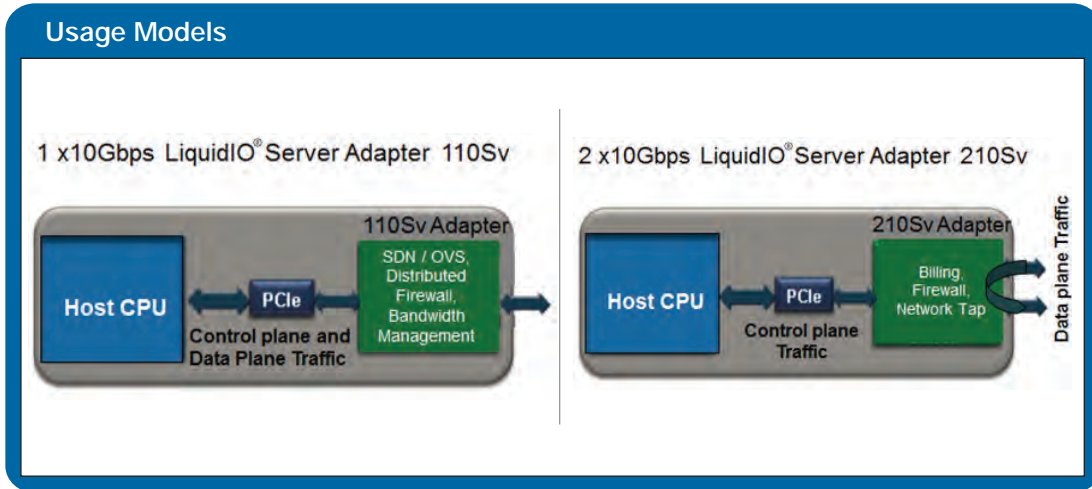 Usage Models
1 x10Gbps LiquidIO® Server Adapter 110Sv
110Sv Adapter
Host CPU
PCIe
Control plane and
Data Plane Traffic
SDN / OVS,
Distributed
Firewall,
Bandwidth
Management
2 x10Gbps LiquidIO® Server Adapter 210Sv
210Sv Adapter
Host CPU
PCIe
Control plane
Traffic
Billing,
Firewall,
Network Tap
Data plane Traffic